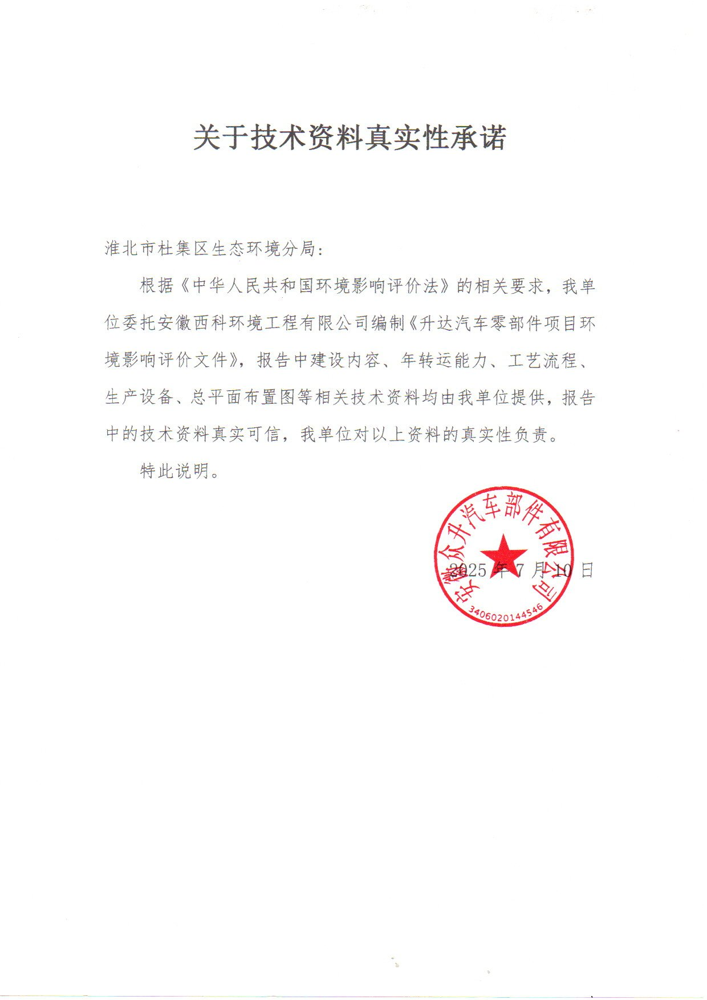 关于技术资料真实性承诺
淮北市杜集区生态环境分局：
根据《中华人民共和国环境影响评价法》的相关要求，我单
位委托安徽西科环境工程有限公司编制《升达汽车零部件项目环
境影响评价文件》，报告中建设内容、年转运能力、工艺流程、
生产设备、总平面布置图等相关技术资料均由我单位提供，报告
中的技术资料真实可信，我单位对以上资料的真实性负责。
特此说明。
安徽众升汽车部件有限公司
2025年7月10日
3406020144546